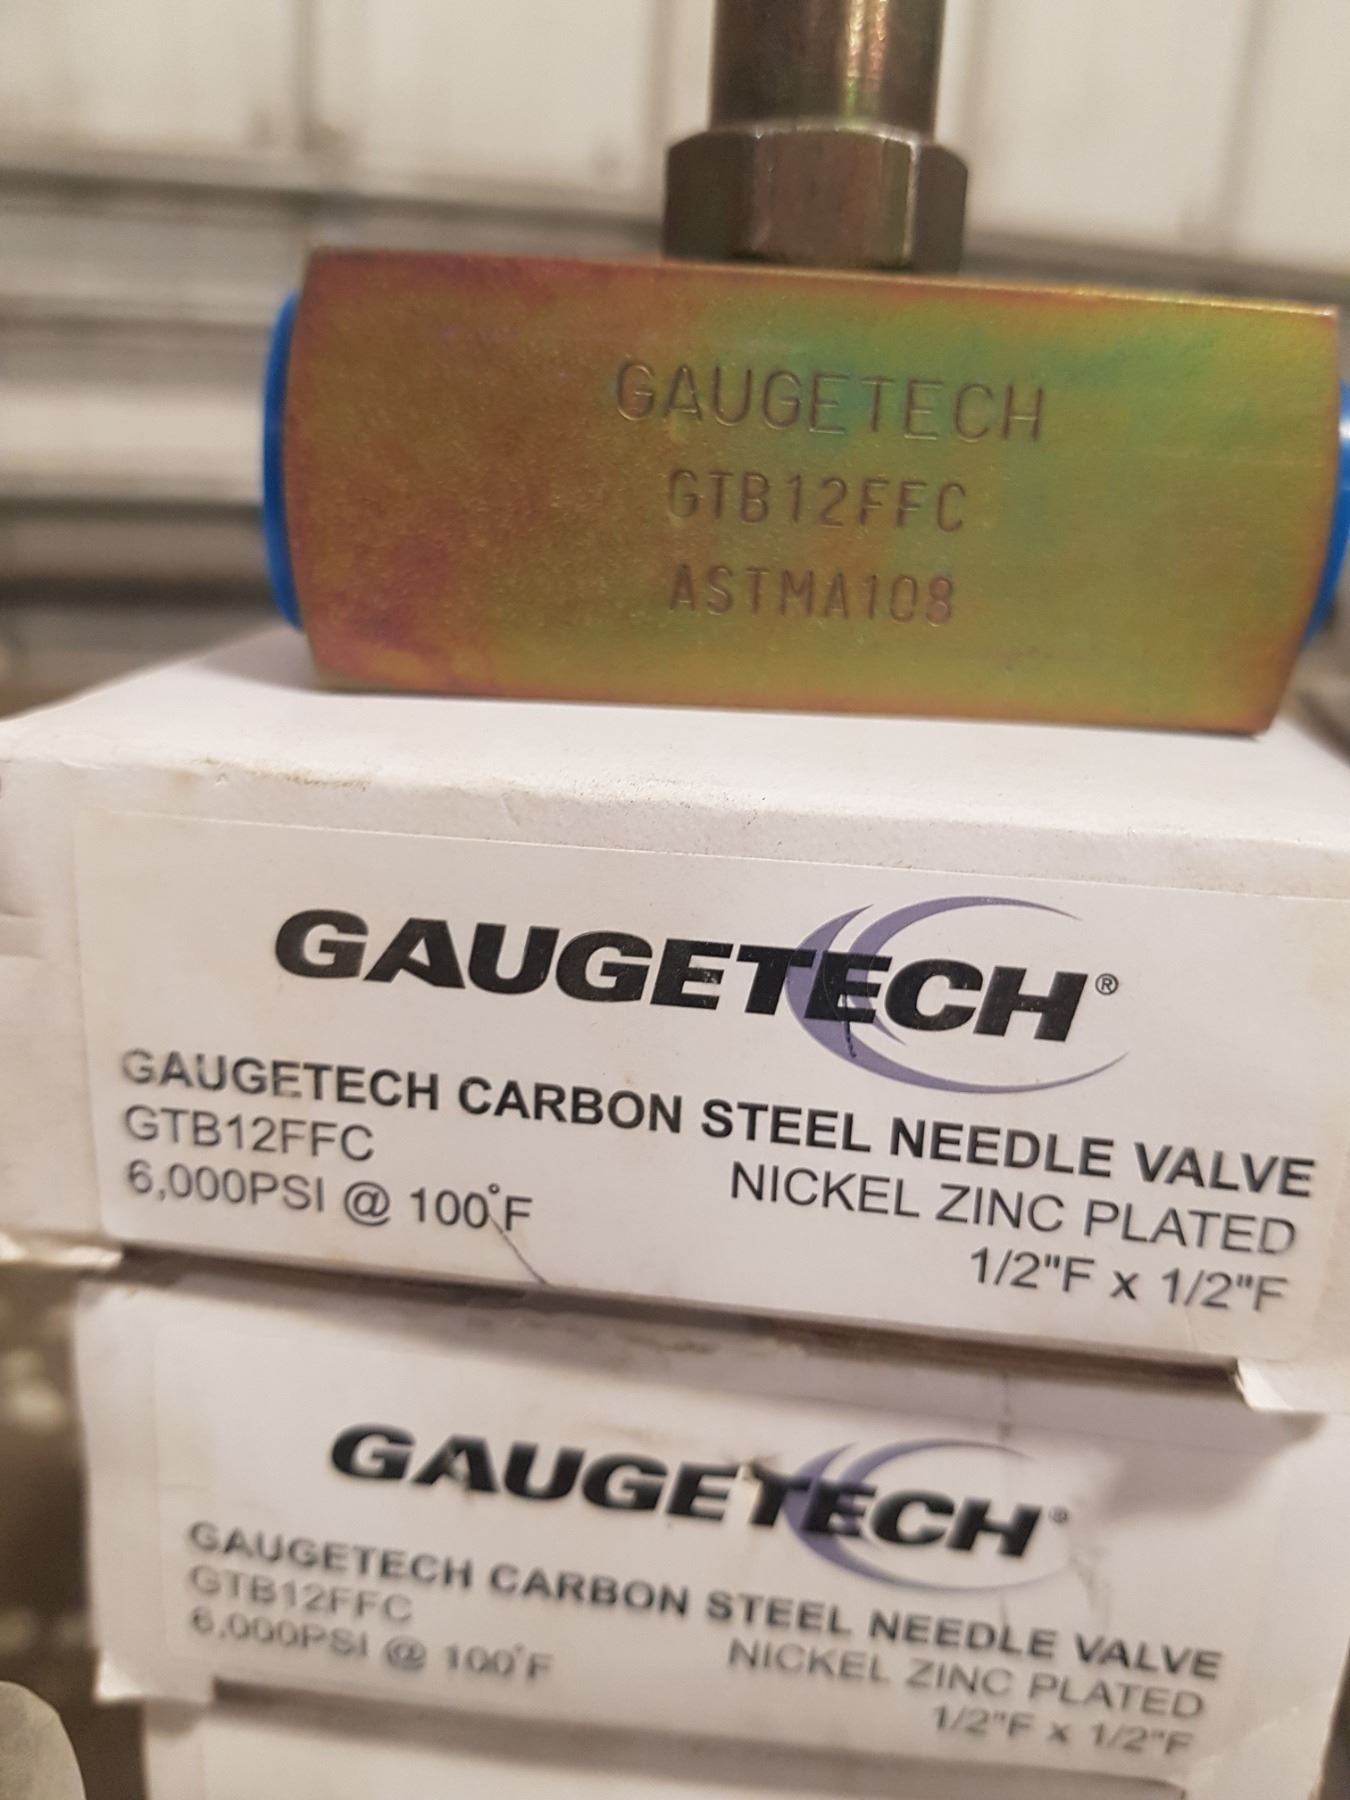 GAUGETECH
GTB12FFC
ASTMA108
GAUGETECH®
GAUGETECH CARBON STEEL NEEDLE VALVE
GTB12FFC
NICKEL ZINC PLATED
6,000PSI @ 100°F
1/2"F x 1/2"F
GAUGETECH®
GAUGETECH CARBON STEEL NEEDLE VALVE
GTB12FFC
NICKEL ZINC PLATED
6,000PSI @ 100°F
1/2"F x 1/2"F